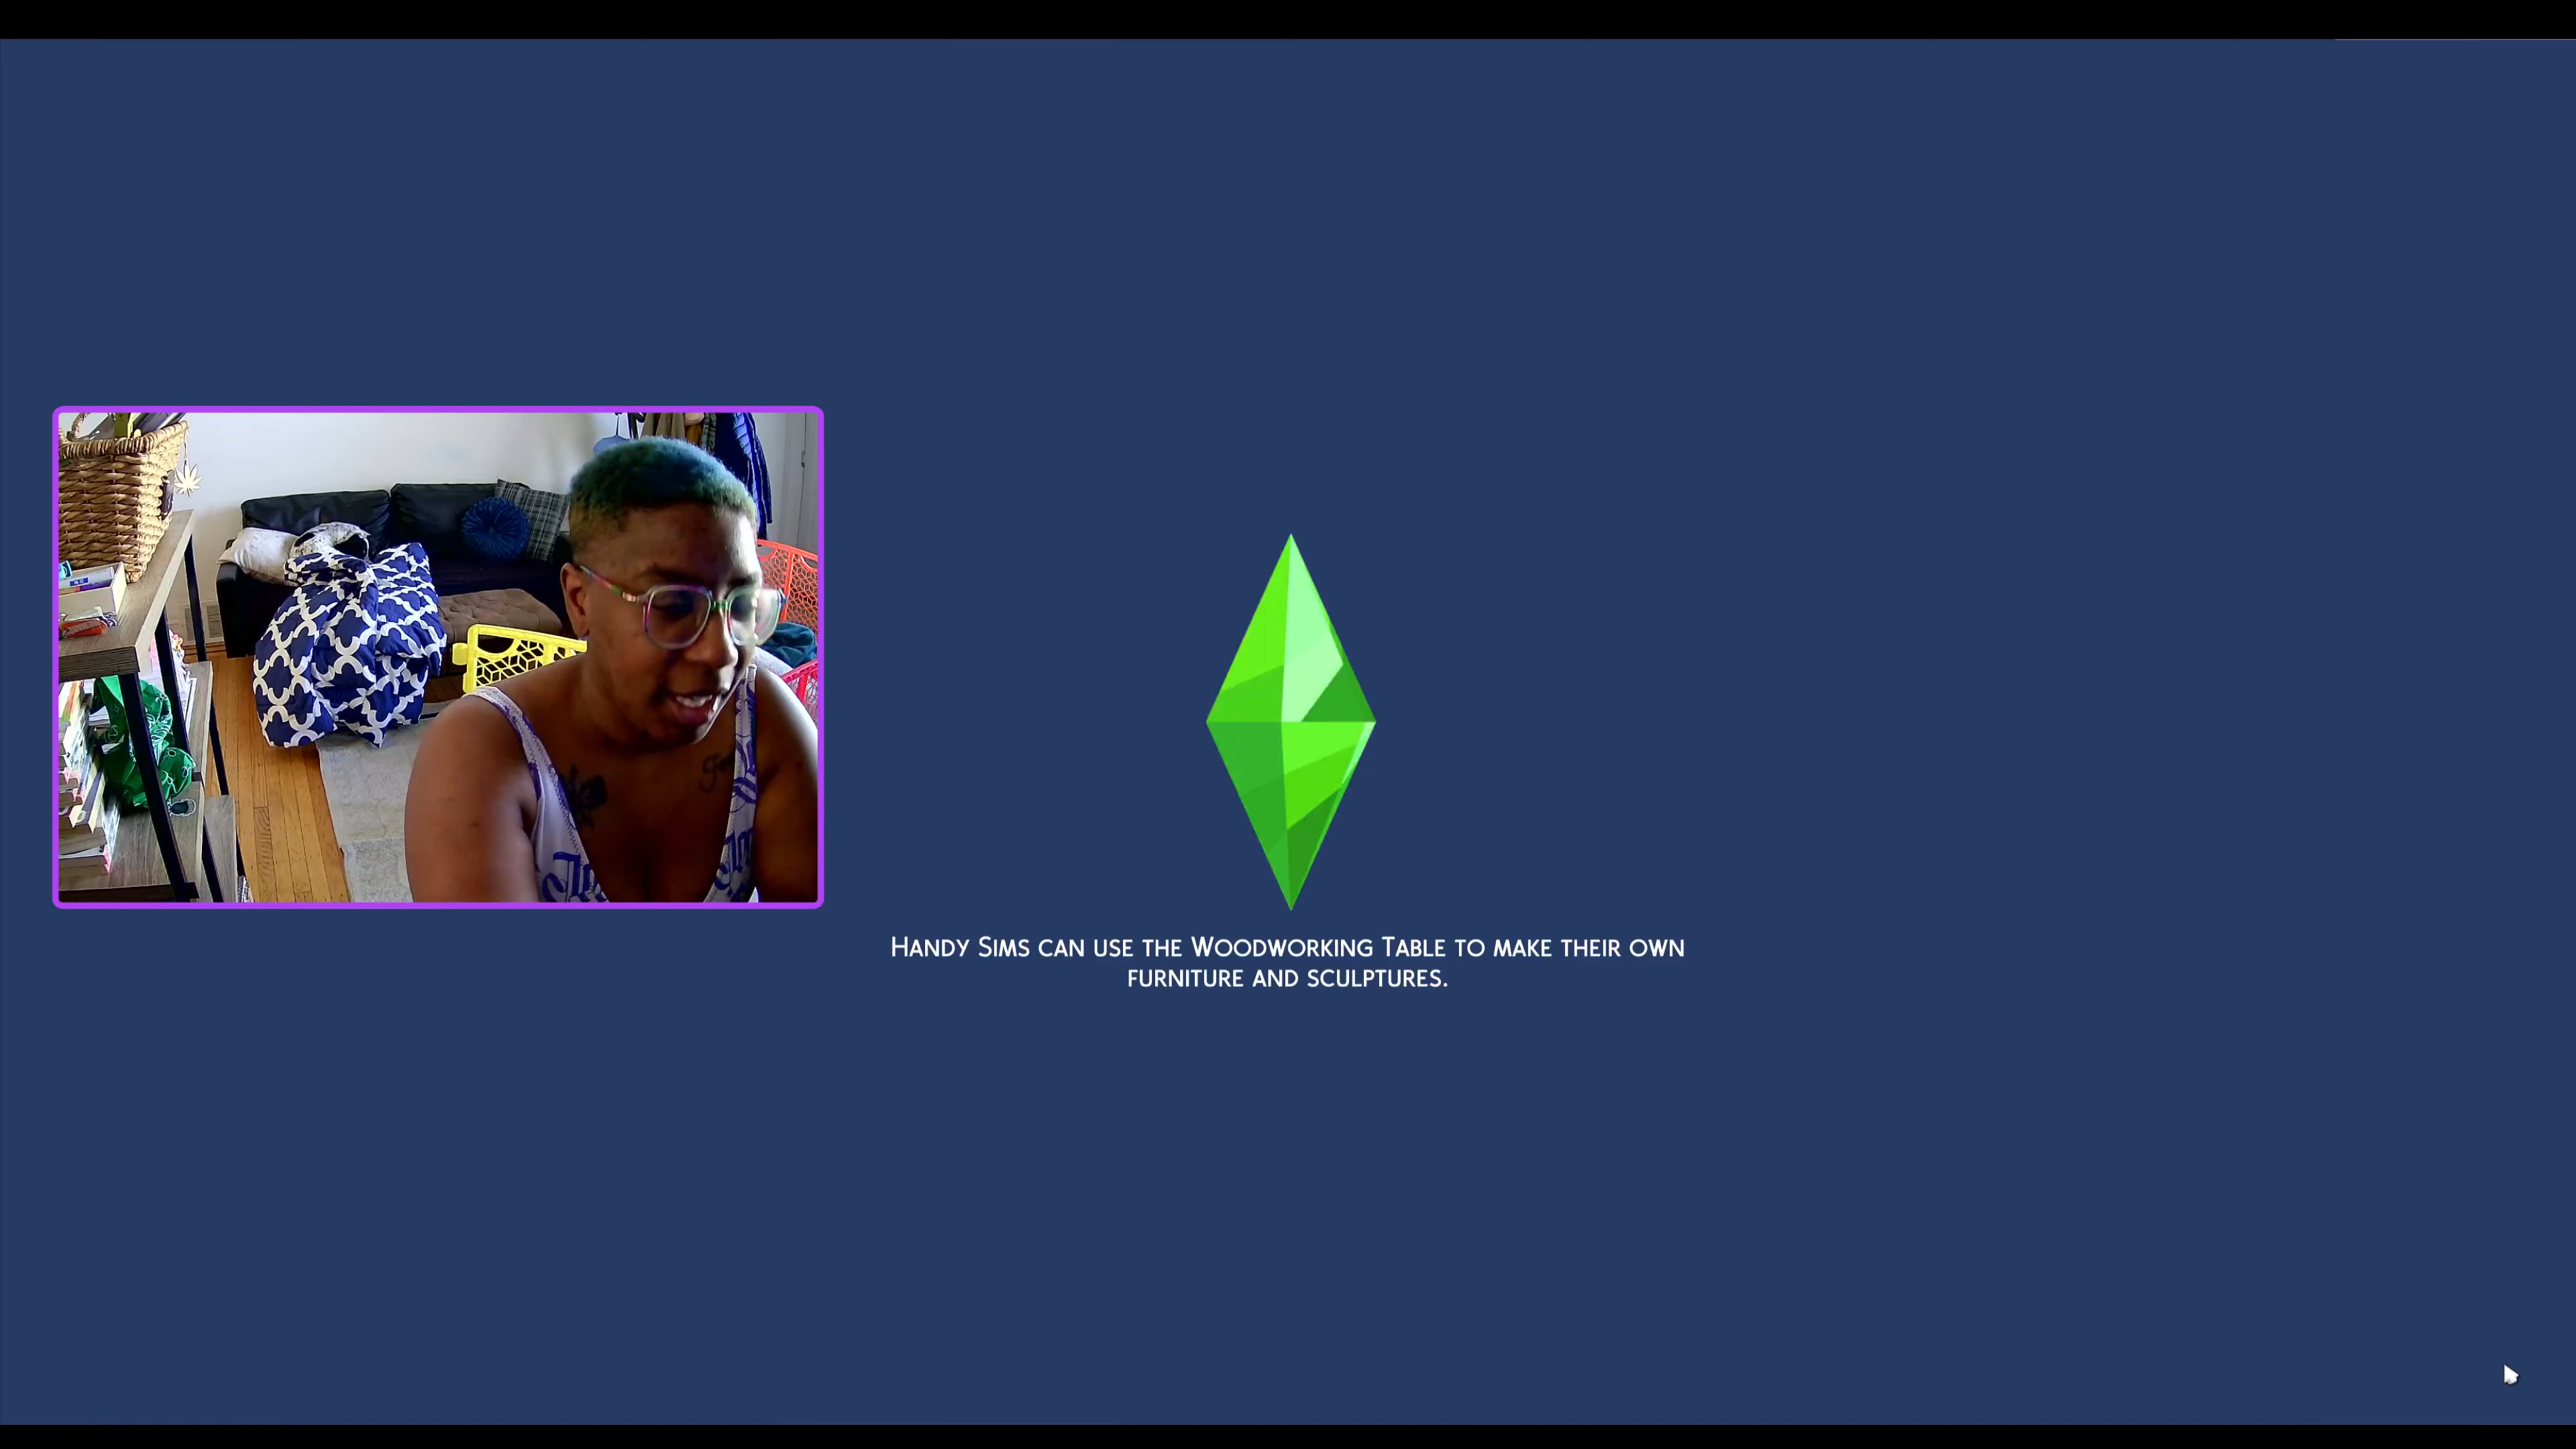 Handy Sims can use the Woodworking Table to make their own
furniture and sculptures.